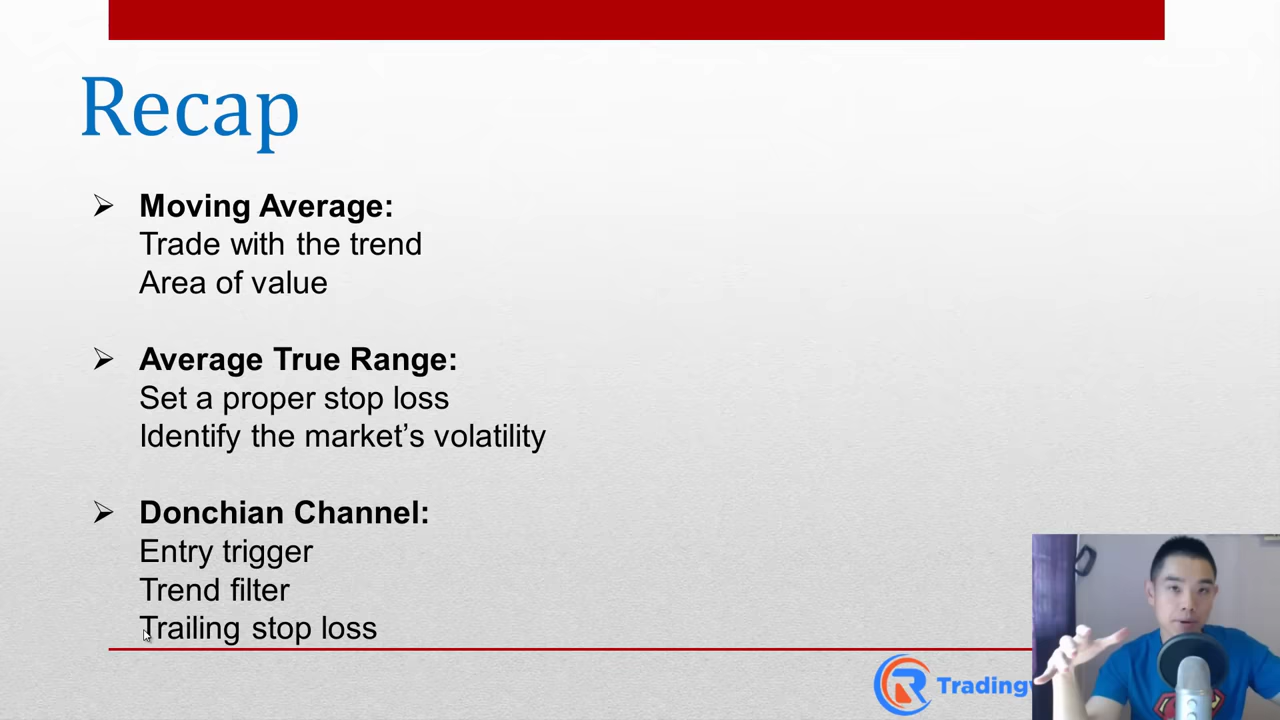 Recap
Moving Average:
Trade with the trend
Area of value
Average True Range:
Set a proper stop loss
Identify the market’s volatility
Donchian Channel:
Entry trigger
Trend filter
Trailing stop loss